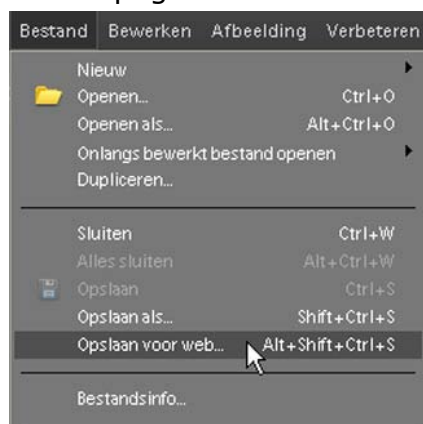 Bestand Bewerken Afbeelding Verbeteren
Nieuw
Openen... Ctrl+O
Openen als... Alt+Ctrl+O
Onlangs bewerkt bestand openen
Dupliceren...
Sluiten Ctrl+W
Alles sluiten Alt+Ctrl+W
Opslaan Ctrl+S
Opslaan als... Shift+Ctrl+S
Opslaan voor web... Alt+Shift+Ctrl+S
Bestandsinfo...